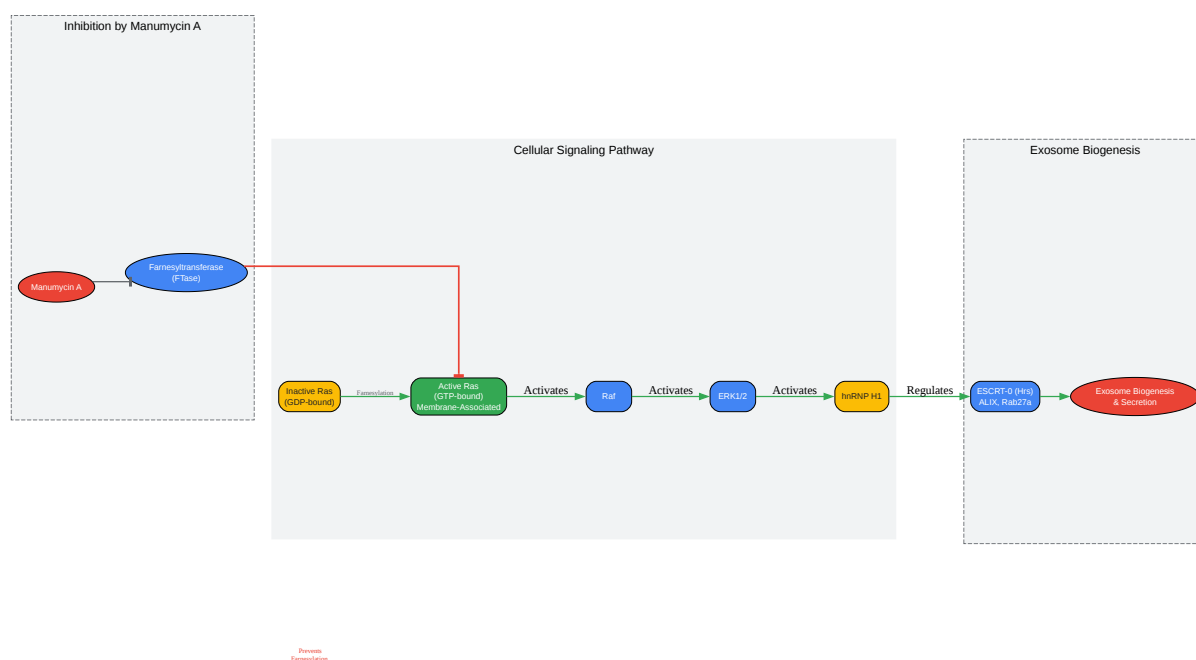 Inhibition by Manumycin A
Cellular Signaling Pathway
Exosome Biogenesis
Manumycin A
Farnesyltransferase
(FTase)
Inactive Ras
(GDP-bound)
Farnesylation
Active Ras
(GTP-bound)
Membrane-Associated
Activates
Raf
Activates
ERK1/2
Activates
hnRNP H1
Regulates
ESCRT-0 (Hrs)
ALIX, Rab27a
Exosome Biogenesis
& Secretion
Prevents
Farnesylation